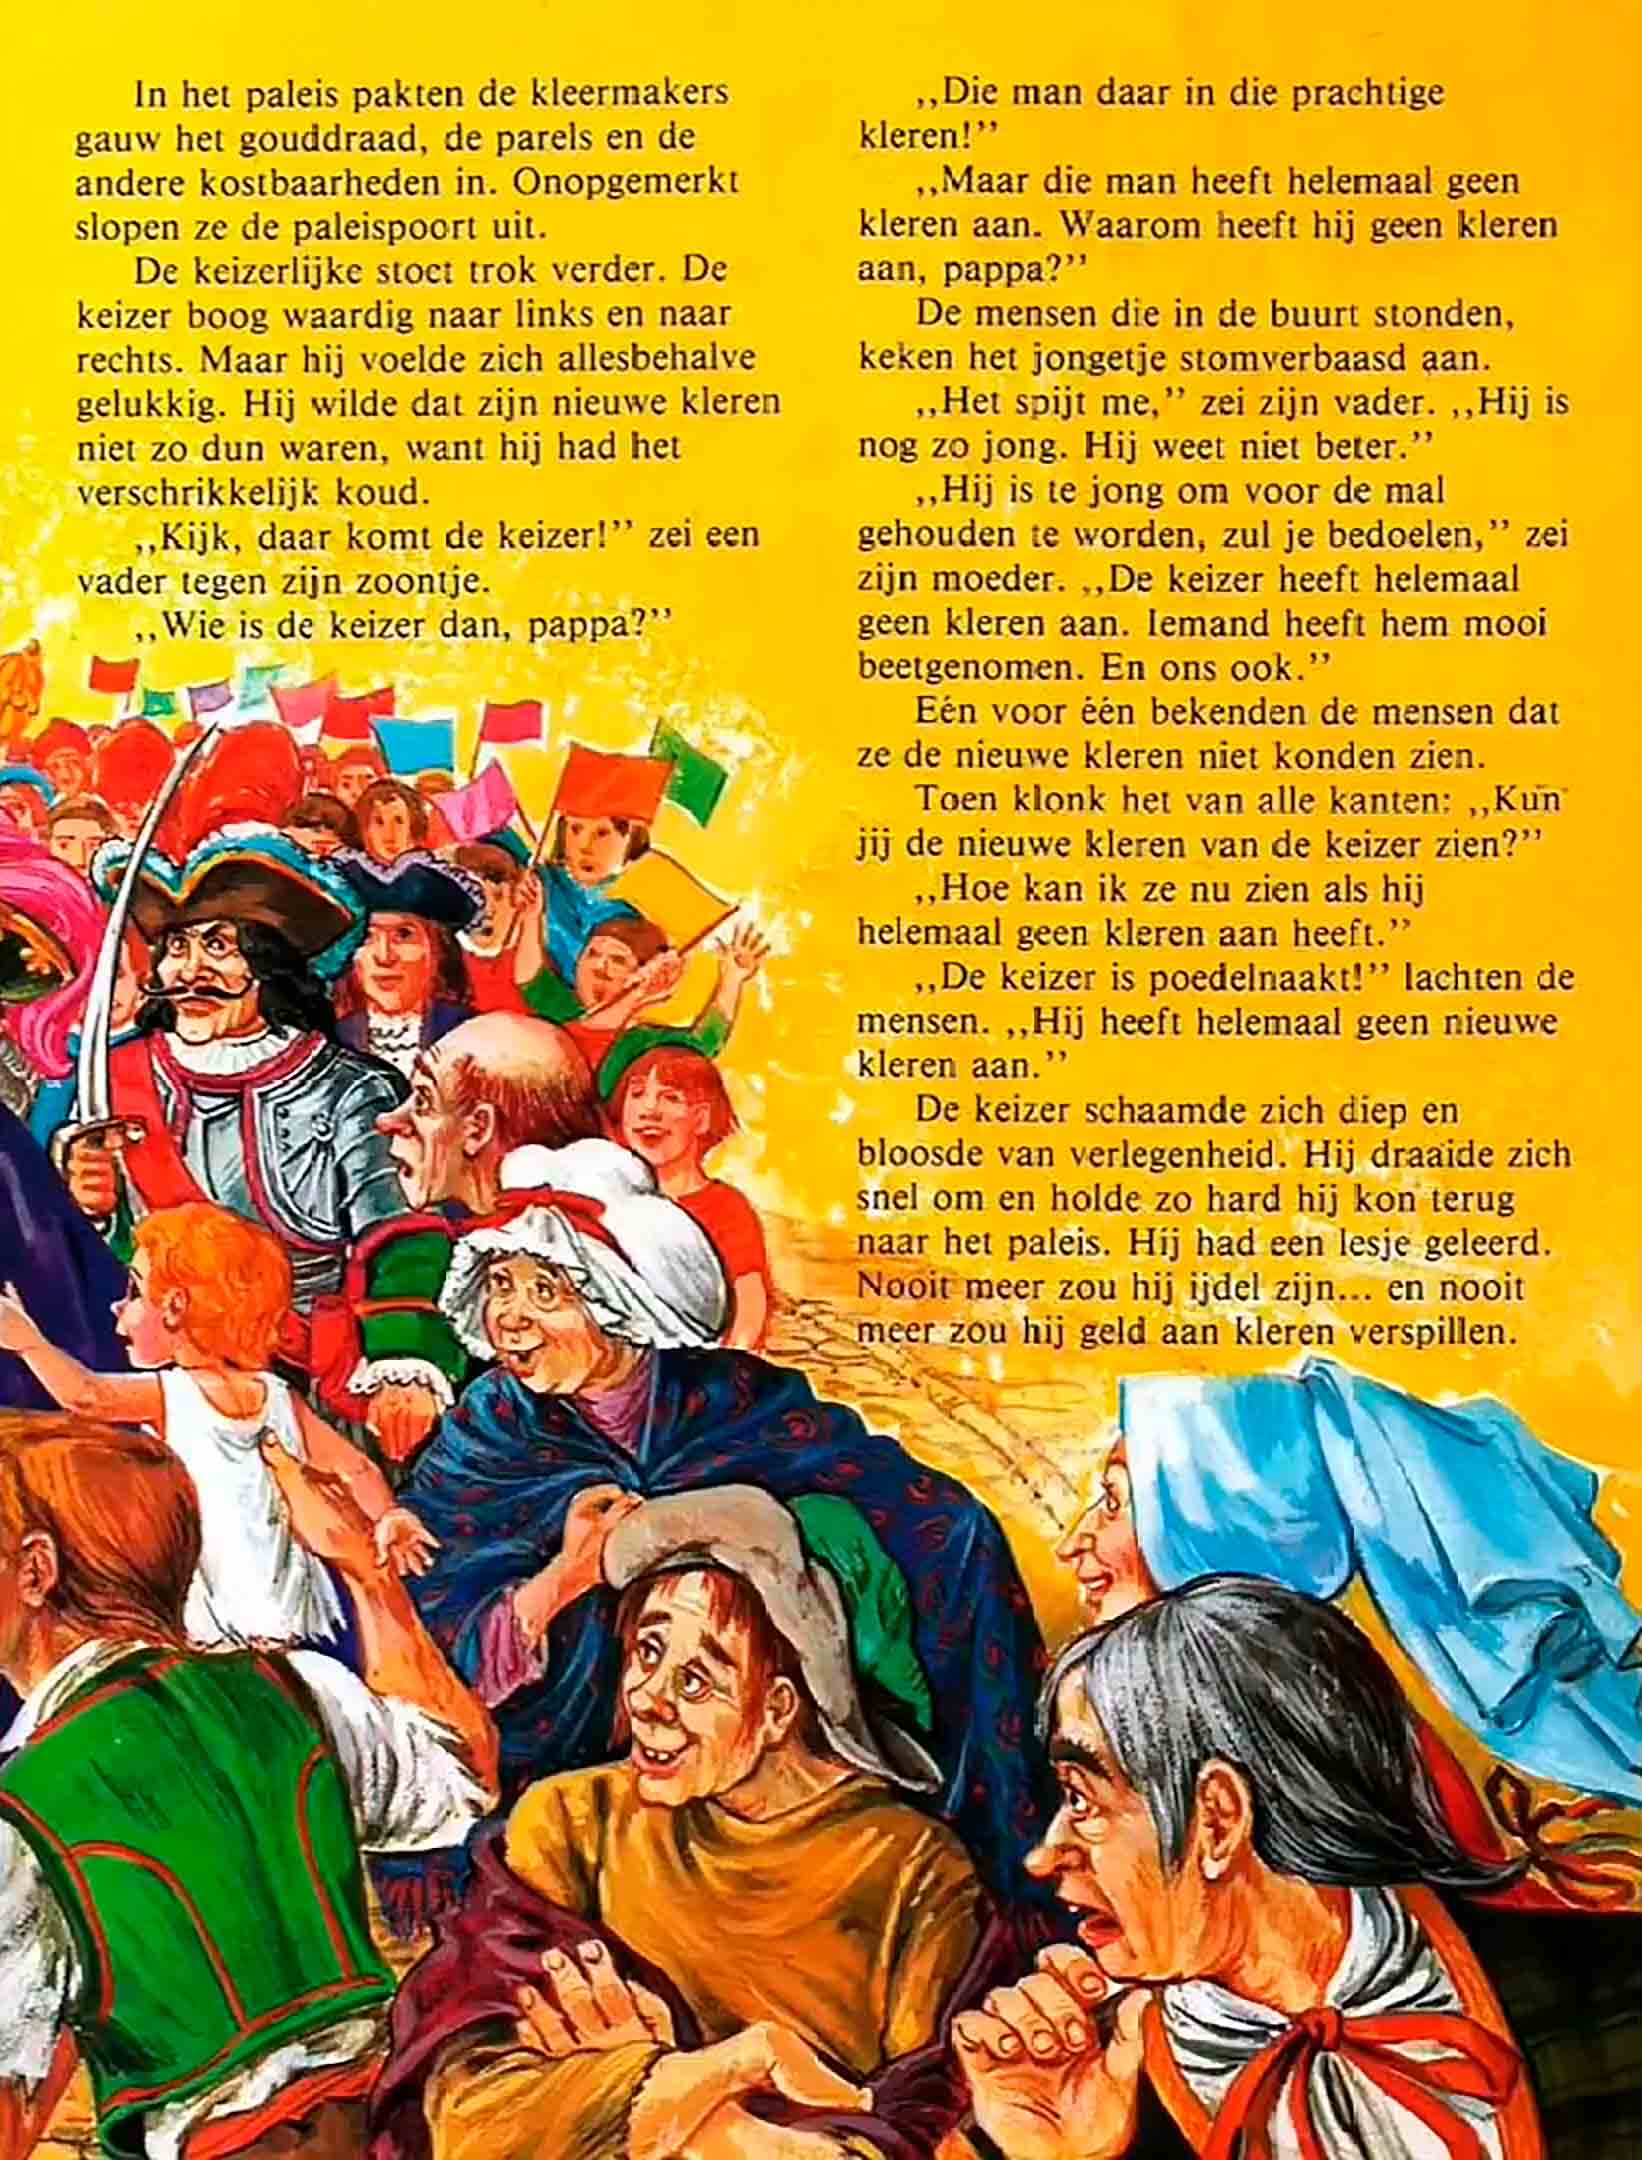 In het paleis pakten de kleermakers
gauw het gouddraad, de parels en de
andere kostbaarheden in. Onopgemerkt
slopen ze de paleispoort uit.
De keizerlijke stoet trok verder. De
keizer boog waardig naar links en naar
rechts. Maar hij voelde zich allesbehalve
gelukkig. Hij wilde dat zijn nieuwe kleren
niet zo dun waren, want hij had het
verschrikkelijk koud.
,,Kijk, daar komt de keizer!” zei een
vader tegen zijn zoontje.
,,Wie is de keizer dan, pappa?”
,,Die man daar in die prachtige
kleren!”
,,Maar die man heeft helemaal geen
kleren aan. Waarom heeft hij geen kleren
aan, pappa?”
De mensen die in de buurt stonden,
keken het jongetje stomverbaasd aan.
,,Het spijt me,” zei zijn vader. ,,Hij is
nog zo jong. Hij weet niet beter.”
,,Hij is te jong om voor de mal
gehouden te worden, zul je bedoelen,” zei
zijn moeder. ,,De keizer heeft helemaal
geen kleren aan. Iemand heeft hem mooi
beetgenomen. En ons ook.”
Eén voor één bekenden de mensen dat
ze de nieuwe kleren niet konden zien.
Toen klonk het van alle kanten: ,,Kun
jij de nieuwe kleren van de keizer zien?”
,,Hoe kan ik ze nu zien als hij
helemaal geen kleren aan heeft.”
,,De keizer is poedelnaakt!” lachten de
mensen. ,,Hij heeft helemaal geen nieuwe
kleren aan.”
De keizer schaamde zich diep en
bloosde van verlegenheid. Hij draaide zich
snel om en holde zo hard hij kon terug
naar het paleis. Hij had een lesje geleerd.
Nooit meer zou hij ijdel zijn... en nooit
meer zou hij geld aan kleren verspillen.